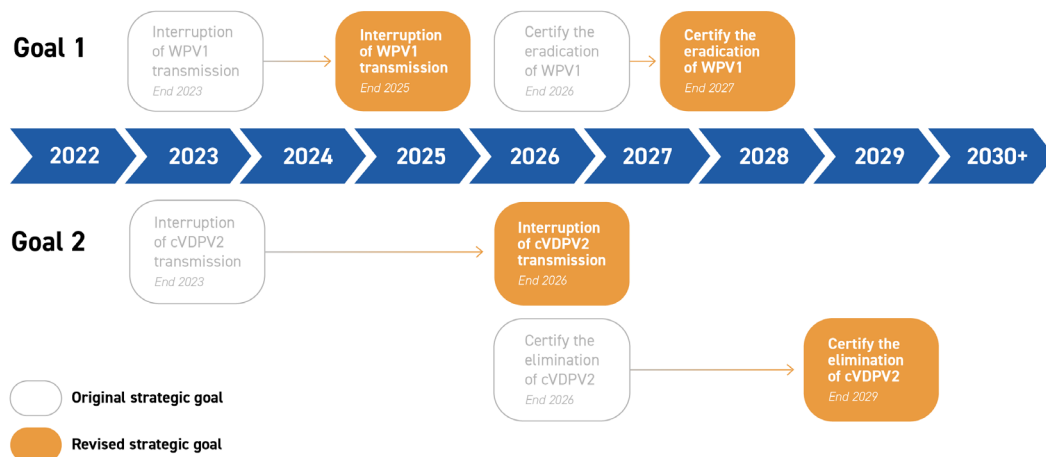 Goal 1
Interruption
of WPV1
transmission
End 2023
Interruption
of WPV1
transmission
End 2025
Certify the
eradication
of WPV1
End 2026
Certify the
eradication
of WPV1
End 2027
2022
2023
2024
2025
2026
2027
2028
2029
2030+
Goal 2
Interruption
of cVDPV2
transmission
End 2023
Interruption
of cVDPV2
transmission
End 2026
Certify the
elimination
of cVDPV2
End 2026
Certify the
elimination
of cVDPV2
End 2029
Original strategic goal
Revised strategic goal